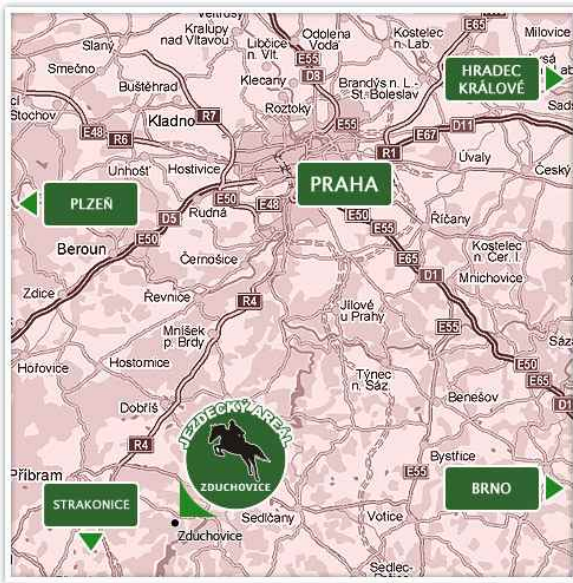 Kralupy
nad Vltavou
Odolena
Voda
Kostelec
n. Lab.
Milovice
Slaný
Libčice
n. Vlt.
E55
D8
E65
HRADEC
KRÁLOVÉ
Smečno
Klecany
Brandýs n. L.-
St. Boleslav
Buštěhrad
Roztoky
Stochov
Kladno
R7
E55
E67
D11
E48
R6
R1
Úvaly
Český
Unhošť
Hostivice
PRAHA
PLZEŇ
E50
E48
D5
Rudná
E50
E55
Říčany
E50
Beroun
Černošice
E65
Kostelec
n. Čer. l.
D1
Mnichovice
Zdice
Řevnice
R4
Jílové
u Prahy
Mníšek
p. Brdy
E55
Hořovice
Hostomice
E50
E65
Týnec
n. Sáz.
Benešov
D1
Dobříš
JEZDECKÝ AREÁL
ZDUCHOVICE
R4
Bystřice
Příbram
E55
BRNO
STRAKONICE
Sedlčany
Votice
Zduchovice
Sedlec-